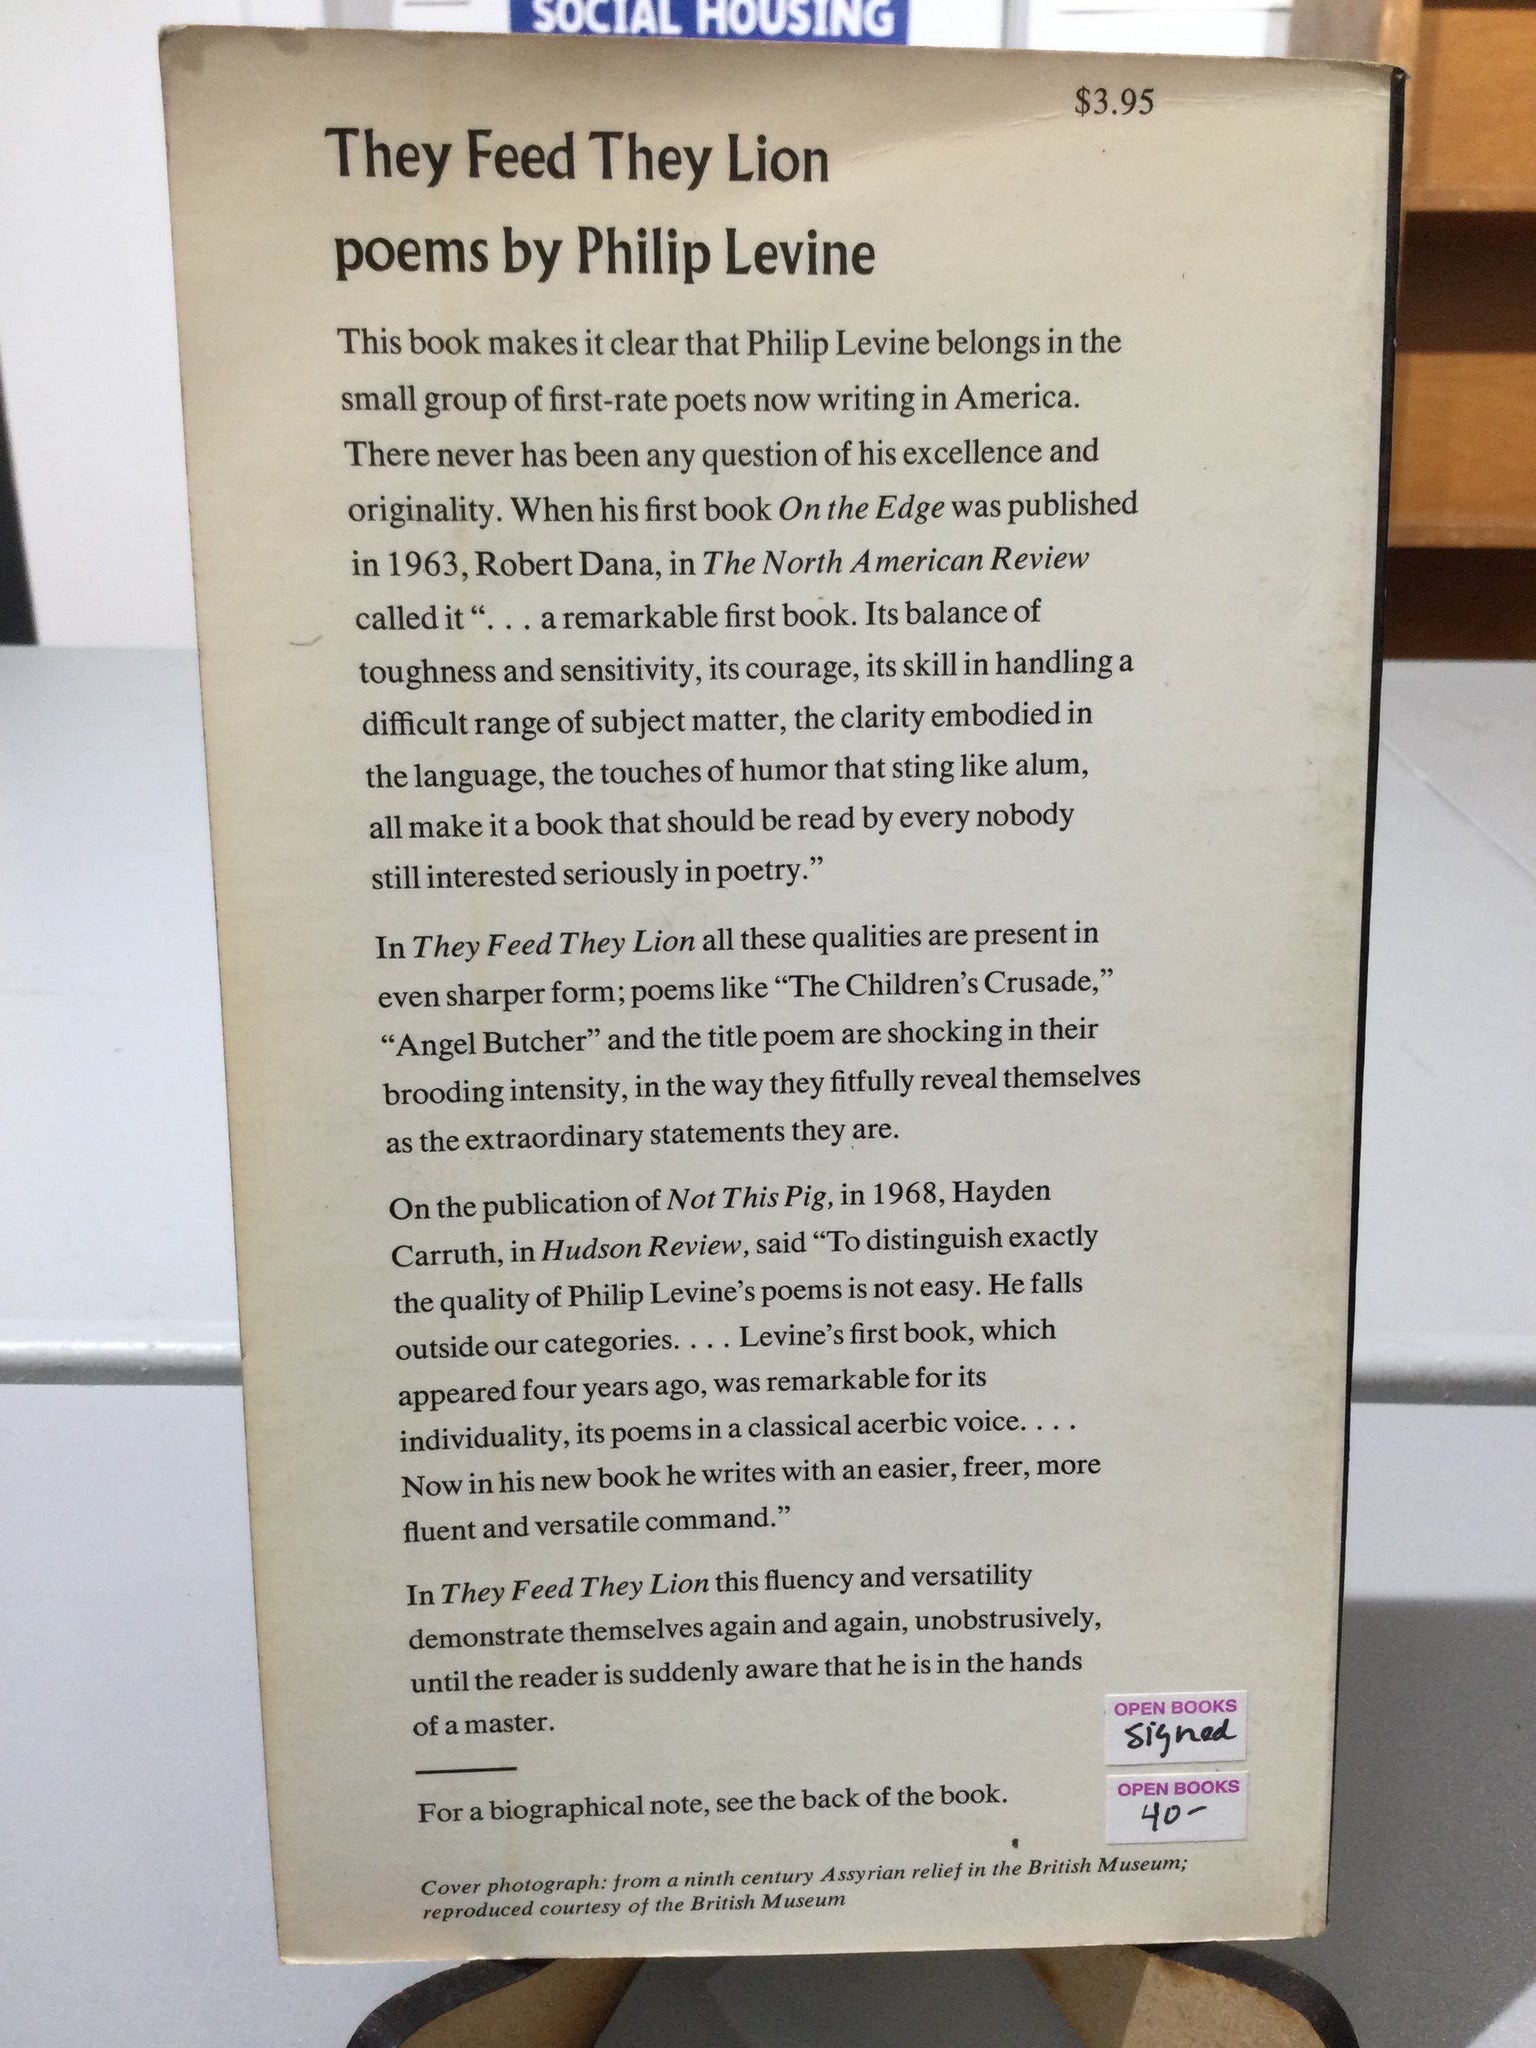 SOCIAL HOUSING
$3.95
They Feed They Lion
poems by Philip Levine
This book makes it clear that Philip Levine belongs in the
small group of first-rate poets now writing in America.
There never has been any question of his excellence and
originality. When his first book On the Edge was published
in 1963, Robert Dana, in The North American Review
called it “. . . a remarkable first book. Its balance of
toughness and sensitivity, its courage, its skill in handling a
difficult range of subject matter, the clarity embodied in
the language, the touches of humor that sting like alum,
all make it a book that should be read by every nobody
still interested seriously in poetry.”
In They Feed They Lion all these qualities are present in
even sharper form; poems like “The Children’s Crusade,”
“Angel Butcher” and the title poem are shocking in their
brooding intensity, in the way they fitfully reveal themselves
as the extraordinary statements they are.
On the publication of Not This Pig, in 1968, Hayden
Carruth, in Hudson Review, said “To distinguish exactly
the quality of Philip Levine’s poems is not easy. He falls
outside our categories. . . . Levine’s first book, which
appeared four years ago, was remarkable for its
individuality, its poems in a classical acerbic voice. . . .
Now in his new book he writes with an easier, freer, more
fluent and versatile command.”
In They Feed They Lion this fluency and versatility
demonstrate themselves again and again, unobstrusively,
until the reader is suddenly aware that he is in the hands
of a master.
OPEN BOOKS
Signed
OPEN BOOKS
40-
For a biographical note, see the back of the book.
Cover photograph: from a ninth century Assyrian relief in the British Museum;
reproduced courtesy of the British Museum